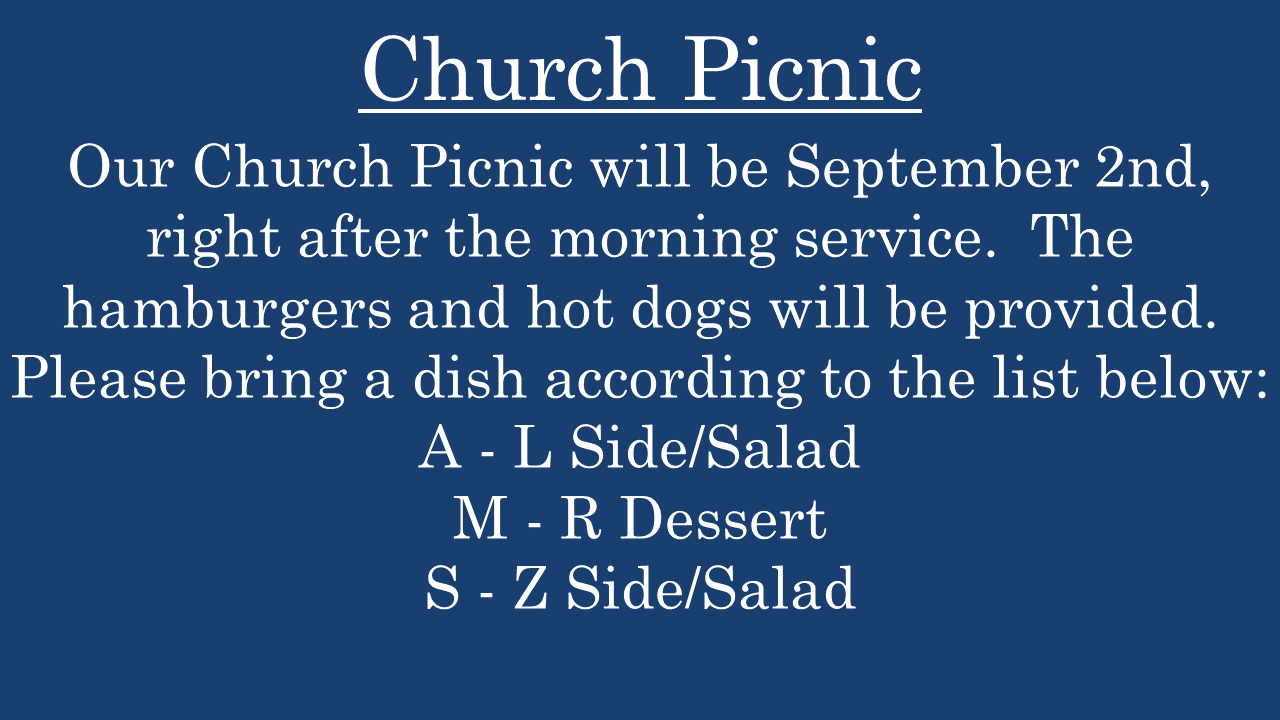 Church Picnic
Our Church Picnic will be September 2nd,
right after the morning service.  The
hamburgers and hot dogs will be provided.
Please bring a dish according to the list below:
A - L Side/Salad
M - R Dessert
S - Z Side/Salad